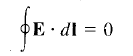 ∮E · dl = 0